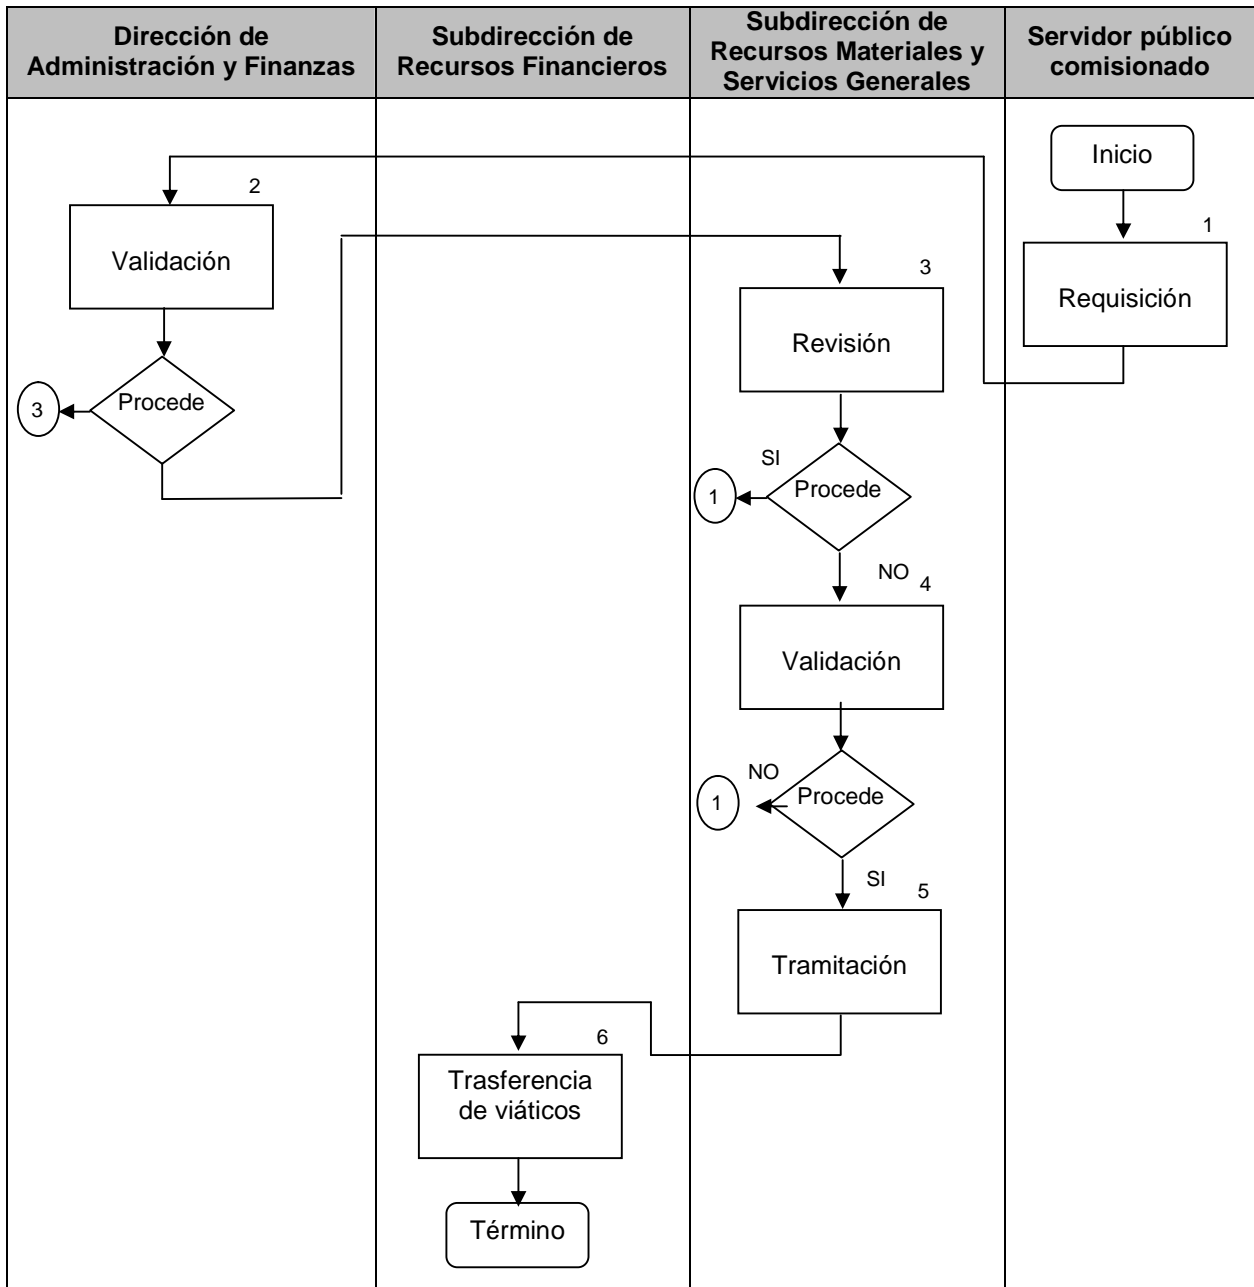 Dirección de
Administración y Finanzas
Subdirección de
Recursos Financieros
Subdirección de
Recursos Materiales y
Servicios Generales
Servidor público
comisionado
Inicio
1
Requisición
2
Validación
Procede
3
3
Revisión
Procede
SI
1
NO
4
Validación
Procede
NO
1
SI
5
Tramitación
6
Trasferencia
de viáticos
Término